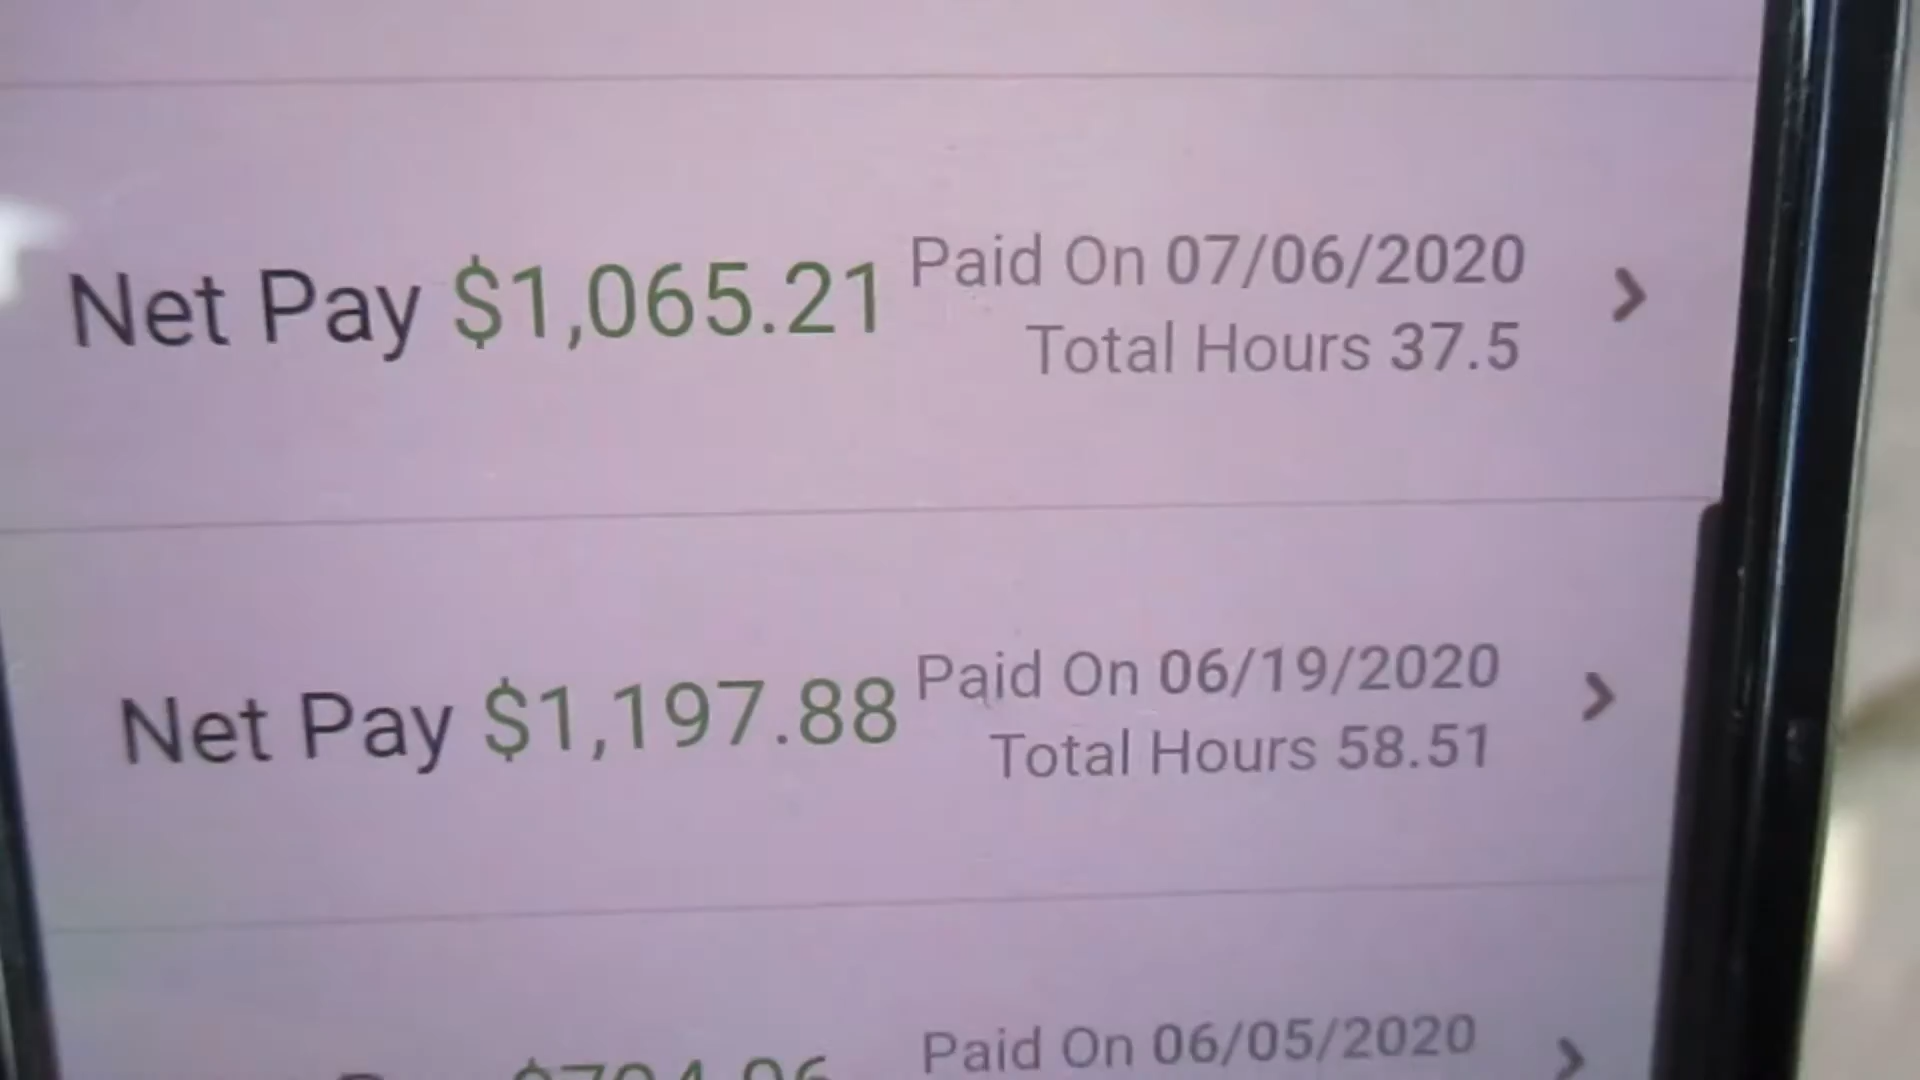 Net Pay $1,065.21 Paid On 07/06/2020
Total Hours 37.5
Net Pay $1,197.88 Paid On 06/19/2020
Total Hours 58.51
Paid On 06/05/2020